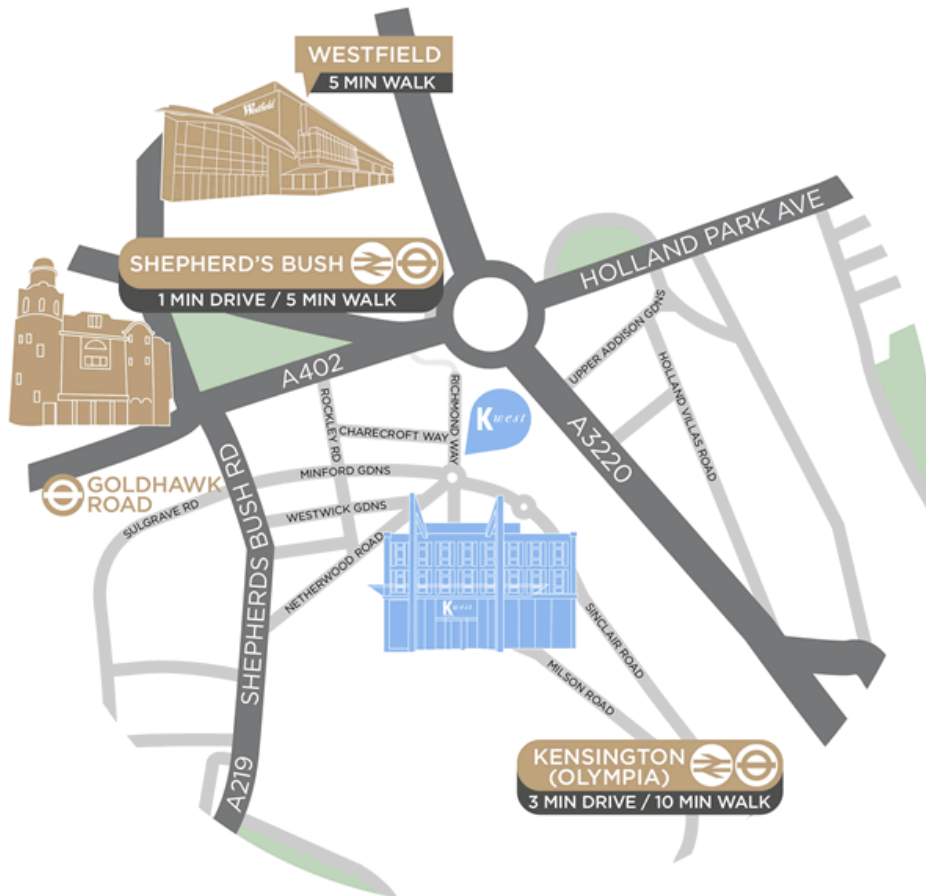 WESTFIELD
5 MIN WALK
Westfield
HOLLAND PARK AVE
SHEPHERD'S BUSH
1 MIN DRIVE / 5 MIN WALK
UPPER ADDISON GDNS
A402
HOLLAND VILLAS ROAD
ROCKLEY RD
RICHMOND WAY
K west
A3220
CHARECROFT WAY
MINFORD GDNS
GOLDHAWK
ROAD
SULGRAVE RD
WESTWICK GDNS
SHEPHERDS BUSH RD
NETHERWOOD ROAD
K west
SINCLAIR ROAD
MILSON ROAD
KENSINGTON
(OLYMPIA)
3 MIN DRIVE / 10 MIN WALK
A219